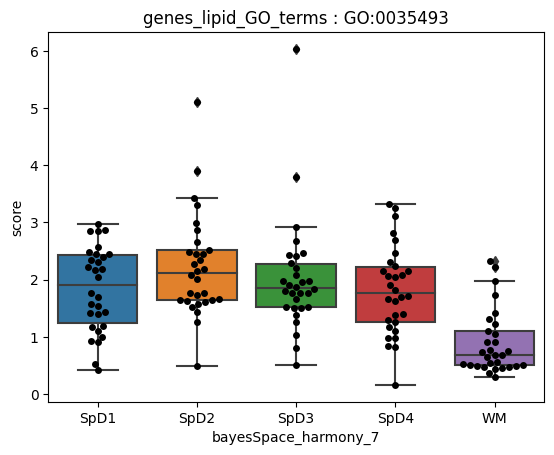 genes_lipid_GO_terms : GO:0035493
6
5
4
3
2
1
0
score
SpD1 SpD2 SpD3 SpD4 WM
bayesSpace_harmony_7